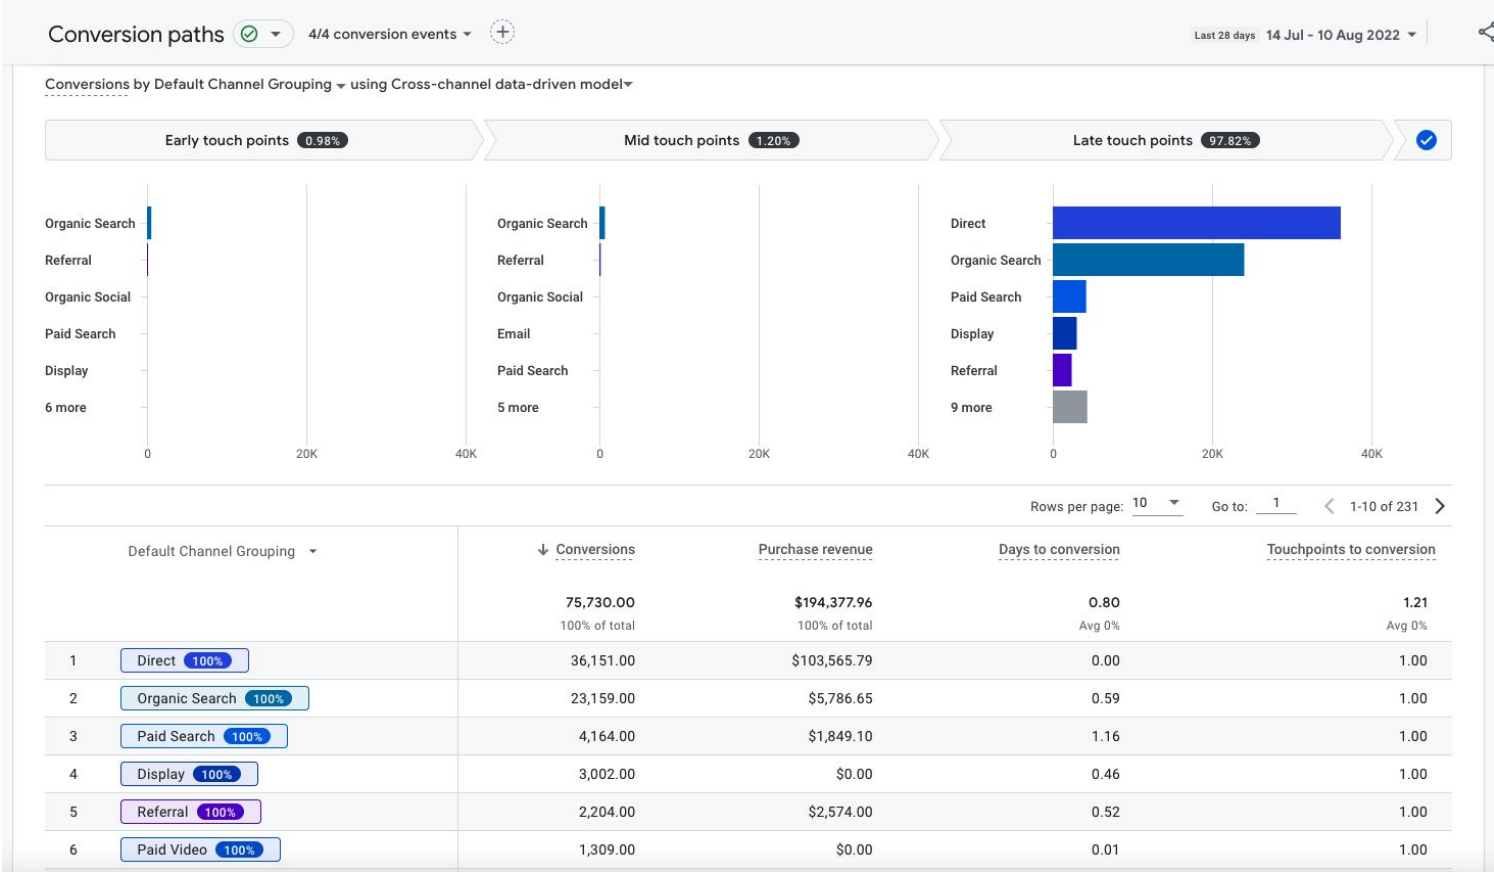 Conversion paths 4/4 conversion events Last 28 days 14 Jul - 10 Aug 2022
Conversions by Default Channel Grouping using Cross-channel data-driven model
Early touch points 0.98% Mid touch points 1.20% Late touch points 97.82%
Organic Search
Referral
Organic Social
Paid Search
Display
6 more
0 20K 40K
Organic Search
Referral
Organic Social
Email
Paid Search
5 more
0 20K 40K
Direct
Organic Search
Paid Search
Display
Referral
9 more
0 20K 40K
Rows per page: 10 Go to: 1 1-10 of 231
Default Channel Grouping Conversions Purchase revenue Days to conversion Touchpoints to conversion
75,730.00 $194,377.96 0.80 1.21
100% of total 100% of total Avg 0% Avg 0%
1 Direct 100% 36,151.00 $103,565.79 0.00 1.00
2 Organic Search 100% 23,159.00 $5,786.65 0.59 1.00
3 Paid Search 100% 4,164.00 $1,849.10 1.16 1.00
4 Display 100% 3,002.00 $0.00 0.46 1.00
5 Referral 100% 2,204.00 $2,574.00 0.52 1.00
6 Paid Video 100% 1,309.00 $0.00 0.01 1.00